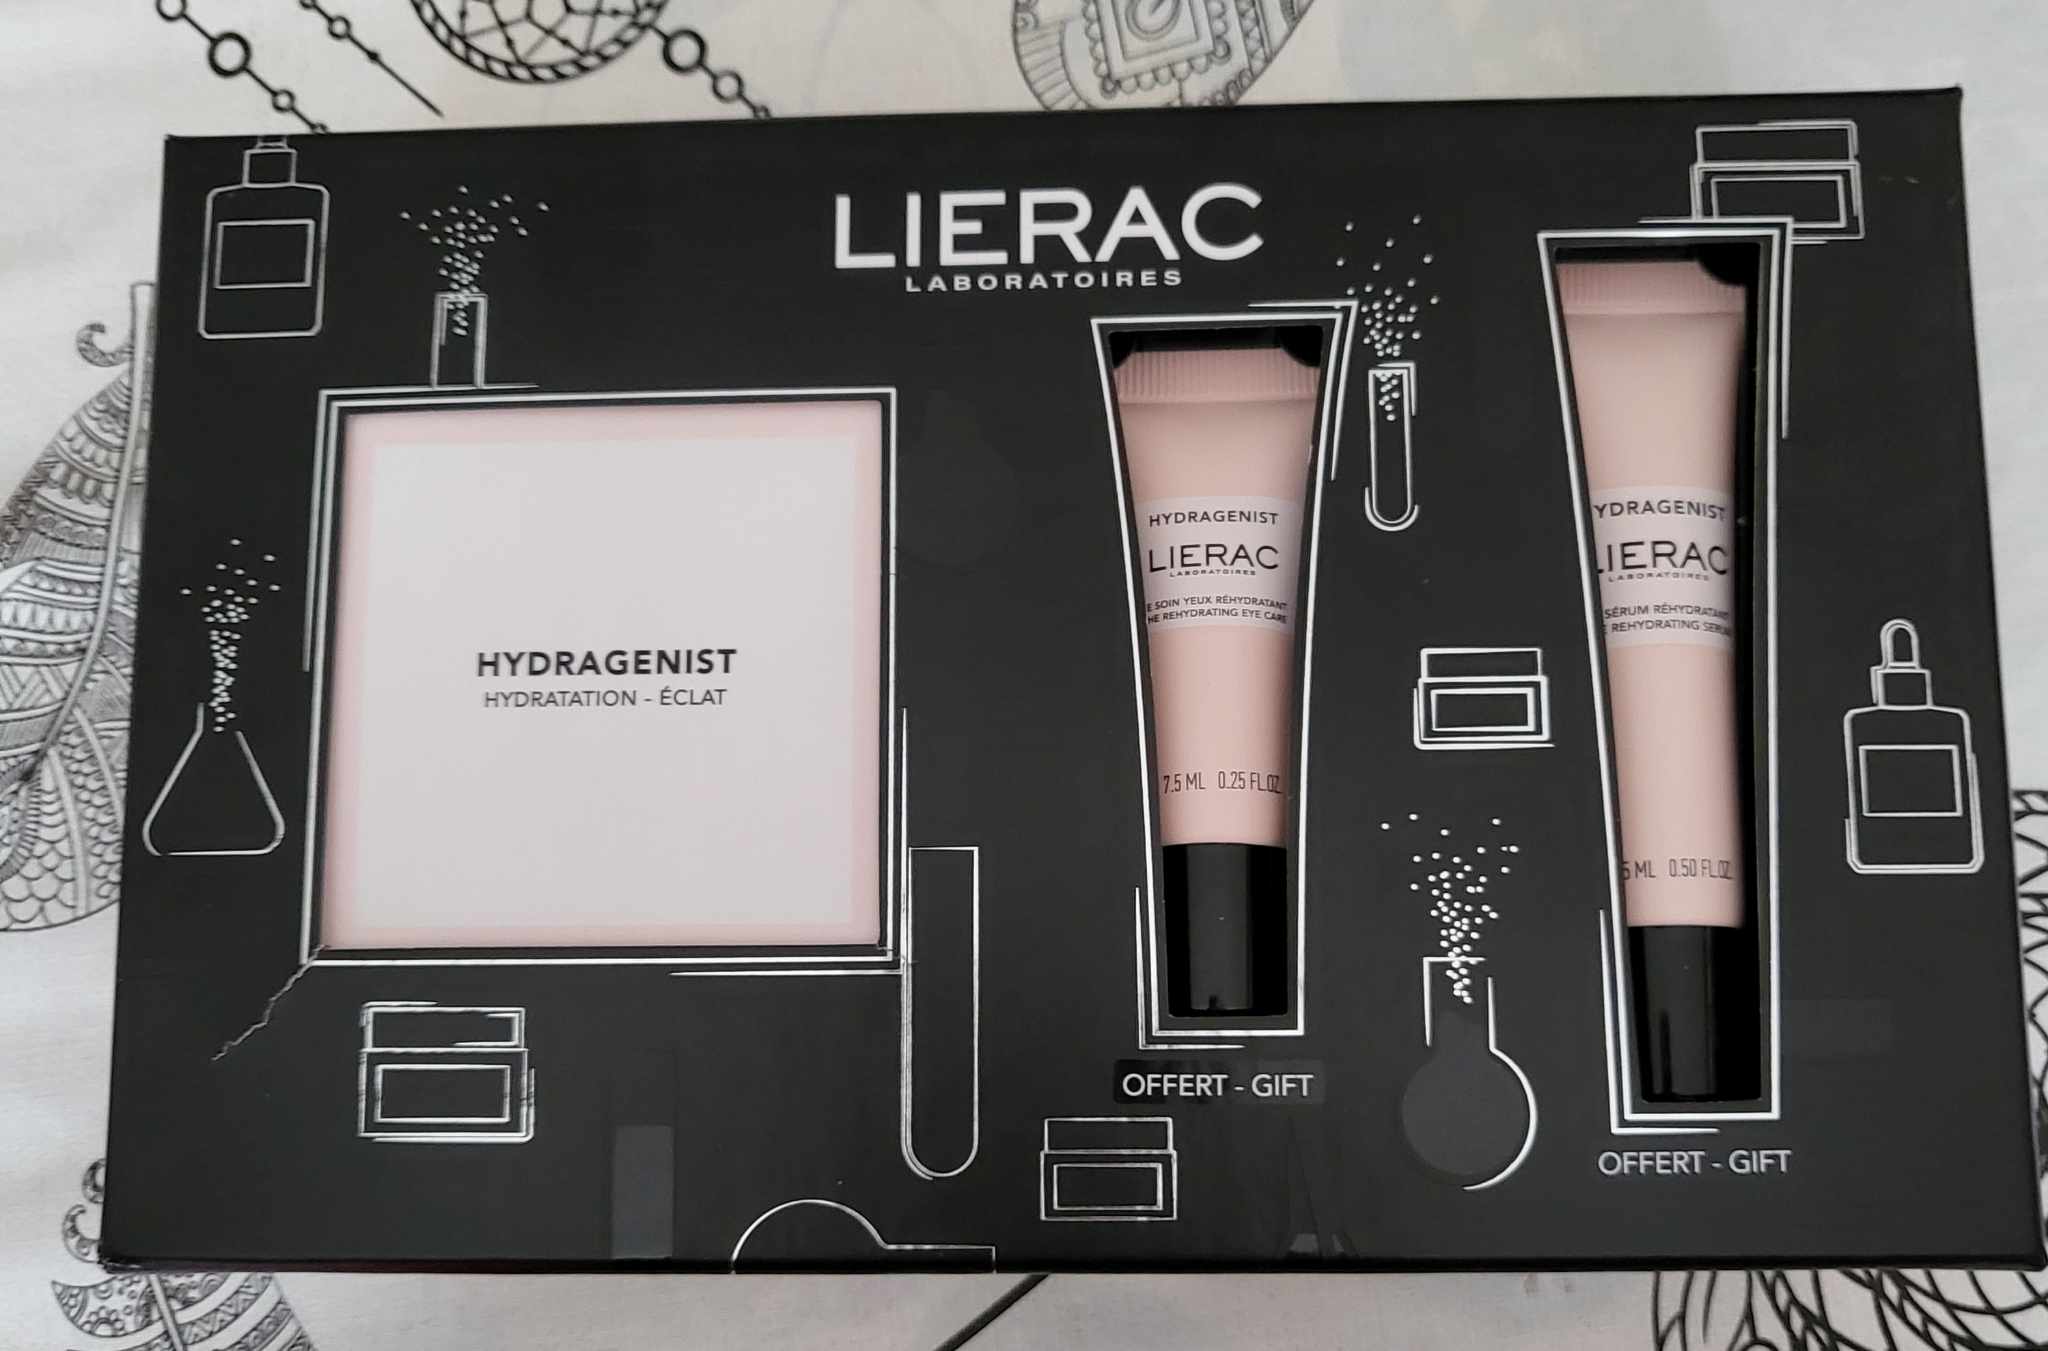 LIERAC
LABORATOIRES
HYDRAGENIST
HYDRATATION - ÉCLAT
HYDRAGENIST
LIERAC
LABORATOIRES
E SOIN YEUX RÉHYDRATANT
HE REHYDRATING EYE CARE
7.5 ML 0.25 FL.OZ.
OFFERT - GIFT
YDRAGENIST
LIERAC
LABORATOIRES
SÉRUM RÉHYDRATANT
E REHYDRATING SERUM
5 ML 0.50 FL.OZ.
OFFERT - GIFT